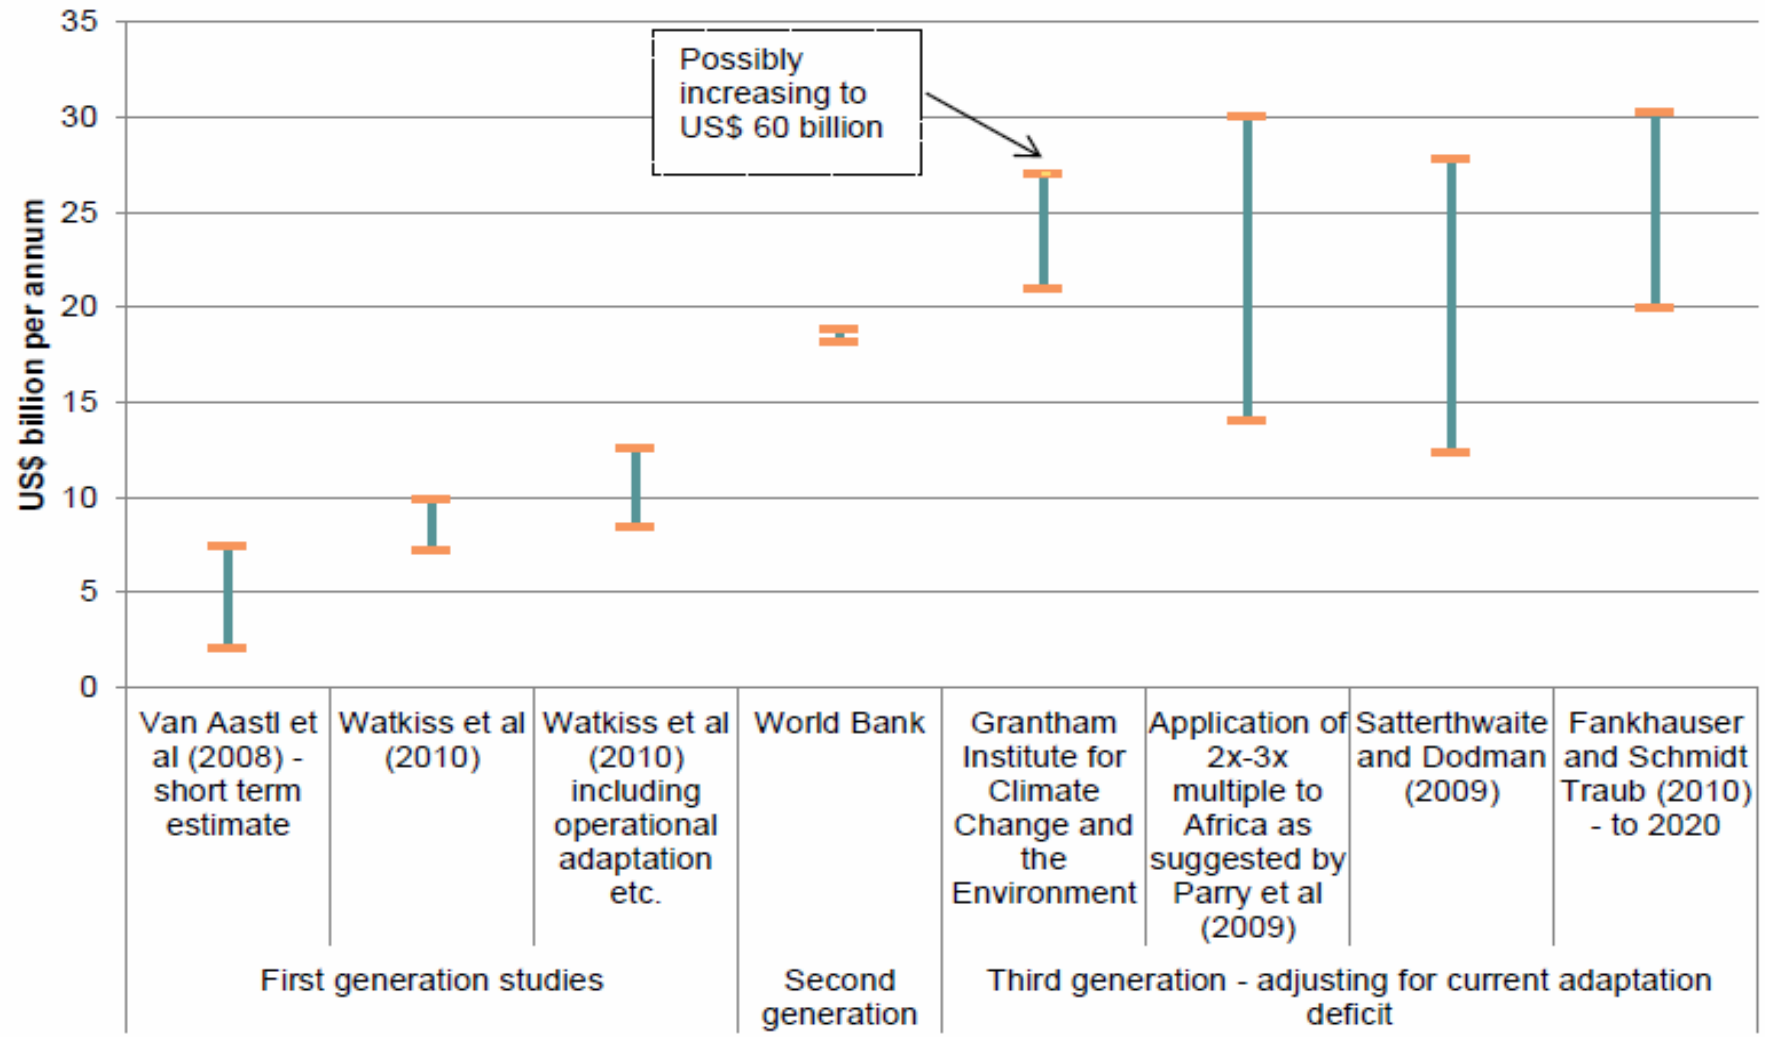 US$ billion per annum
35
30
25
20
15
10
5
0
Possibly
increasing to
US$ 60 billion
Van Aastl et
al (2008) -
short term
estimate
Watkiss et al
(2010)
Watkiss et al
(2010)
including
operational
adaptation
etc.
World Bank
Grantham
Institute for
Climate
Change and
the
Environment
Application of
2x-3x
multiple to
Africa as
suggested by
Parry et al
(2009)
Satterthwaite
and Dodman
(2009)
Fankhauser
and Schmidt
Traub (2010)
- to 2020
First generation studies
Second
generation
Third generation - adjusting for current adaptation
deficit